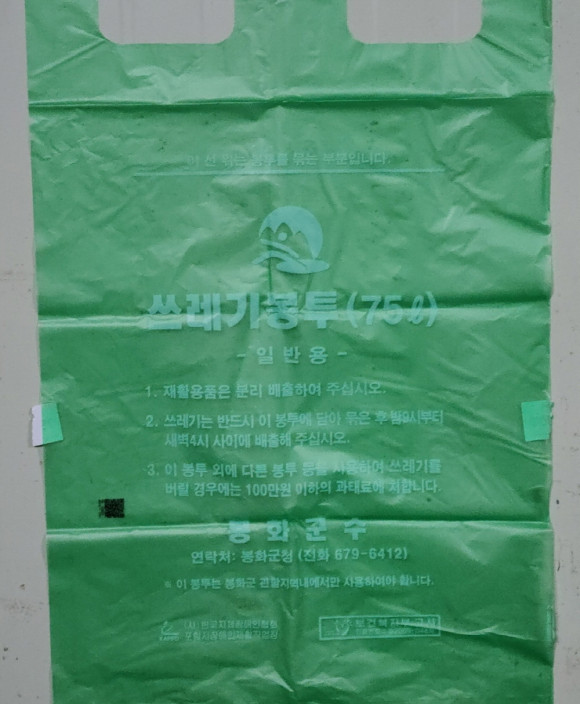 이 선 위는 봉투를 묶는 부분입니다.
쓰레기봉투(75ℓ)
-일반용-
1. 재활용품은 분리 배출하여 주십시오.
2. 쓰레기는 반드시 이 봉투에 담아 묶은 후 9시부터
새벽4시 사이에 배출해 주십시오.
3. 이 봉투 외에 다른 봉투 등을 사용하여 쓰레기를
버릴 경우에는 100만원 이하의 과태료에 처합니다.
봉화군수
연락처: 봉화군청 (전화 679-6412)
※ 이 봉투는 봉화군 관할지역내에서만 사용하여야 합니다.
(사)